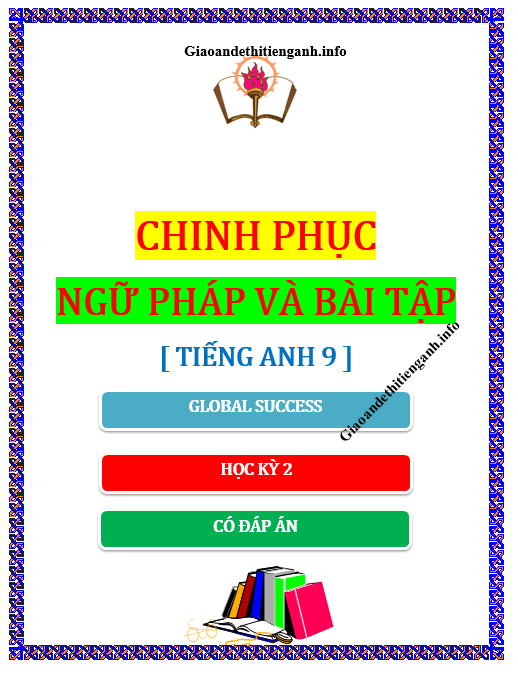 Giaoandethitienganh.info
CHINH PHỤC
NGỮ PHÁP VÀ BÀI TẬP
[ TIẾNG ANH 9 ]
Giaoandethitienganh.info
GLOBAL SUCCESS
HỌC KỲ 2
CÓ ĐÁP ÁN